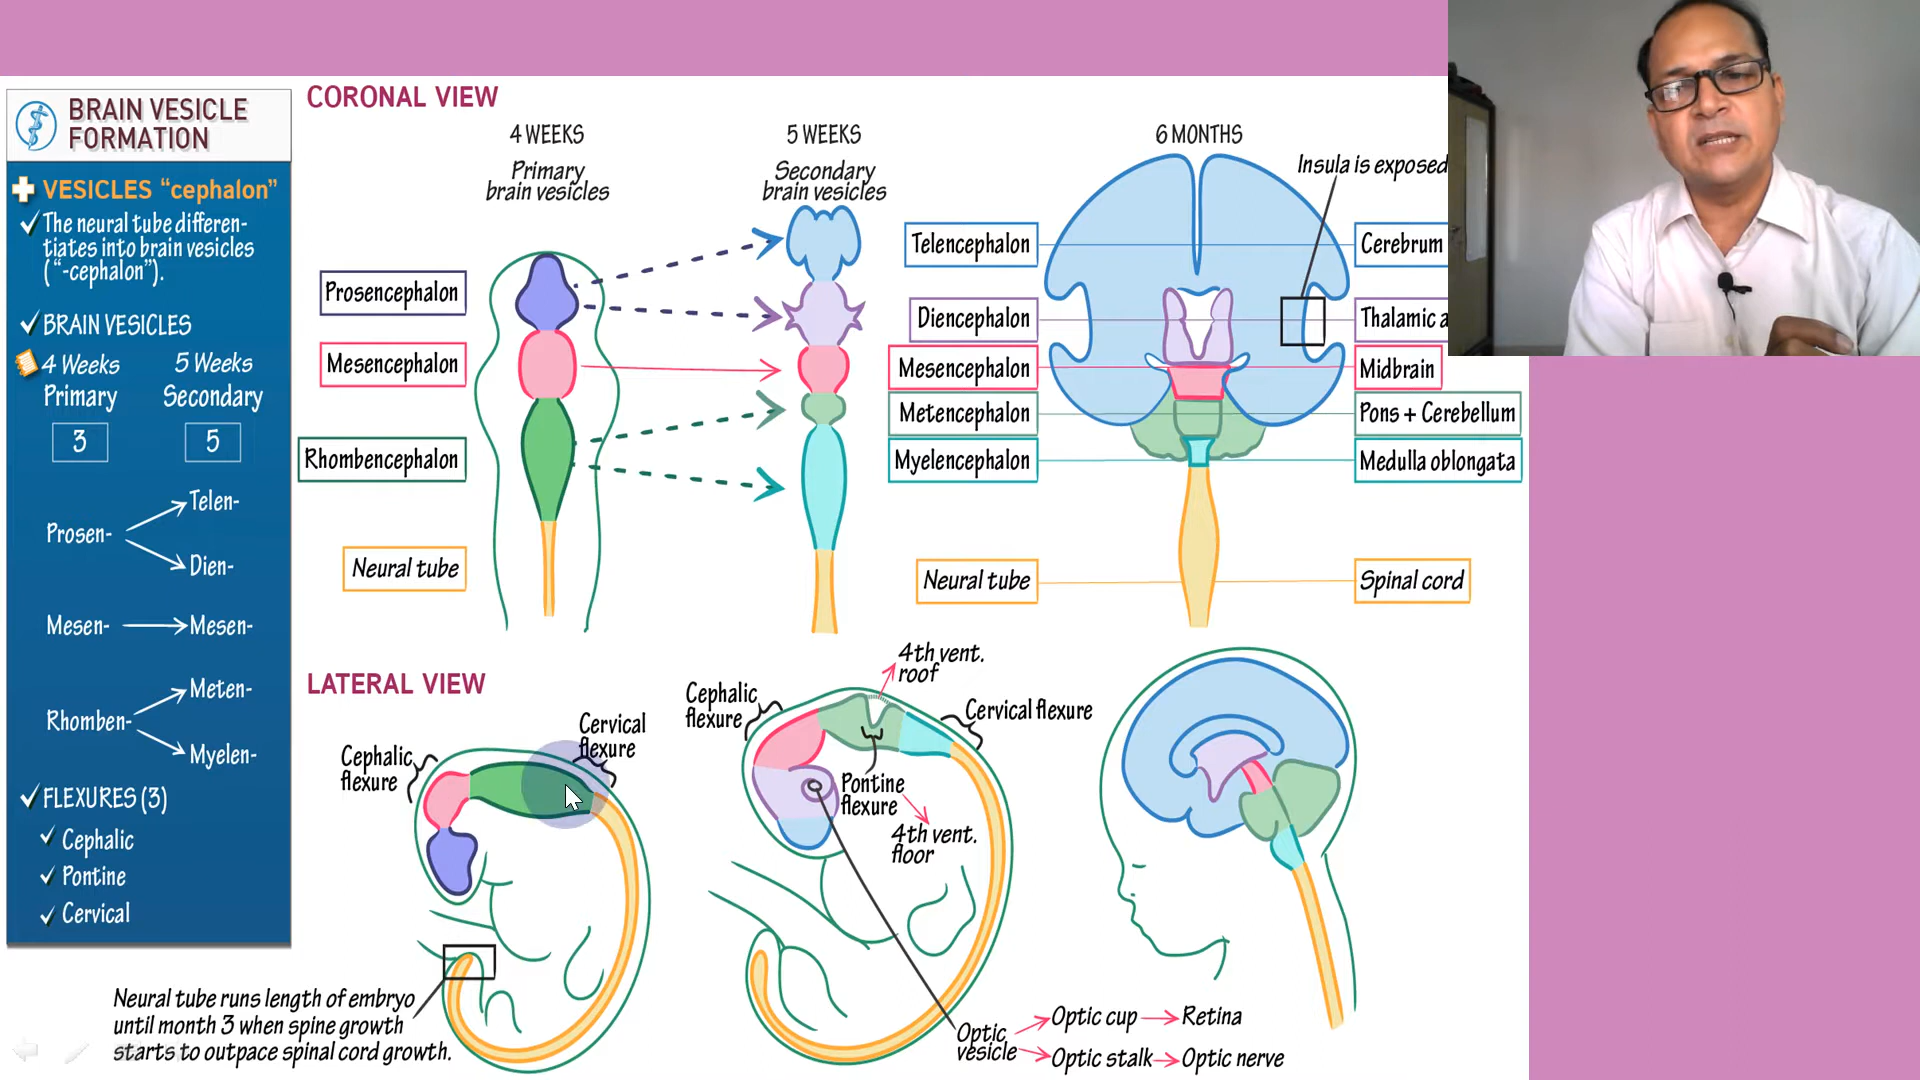 BRAIN VESICLE
FORMATION
VESICLES “cephalon”
The neural tube differen-
tiates into brain vesicles
(“-cephalon”).
BRAIN VESICLES
4 Weeks 5 Weeks
Primary Secondary
3 5
Prosen-
Telen-
Dien-
Mesen- Mesen-
Rhomben-
Meten-
Myelen-
FLEXURES (3)
Cephalic
Pontine
Cervical
CORONAL VIEW
4 WEEKS
Primary
brain vesicles
5 WEEKS
Secondary
brain vesicles
6 MONTHS
Insula is exposed
Prosencephalon
Mesencephalon
Rhombencephalon
Neural tube
Telencephalon
Diencephalon
Mesencephalon
Metencephalon
Myelencephalon
Neural tube
Cerebrum
Thalamic a
Midbrain
Pons + Cerebellum
Medulla oblongata
Spinal cord
LATERAL VIEW
Cephalic
flexure
Cervical
flexure
Neural tube runs length of embryo
until month 3 when spine growth
starts to outpace spinal cord growth.
Cephalic
flexure
4th vent.
roof
Cervical flexure
Pontine
flexure
4th vent.
floor
Optic
vesicle
Optic cup Retina
Optic stalk Optic nerve